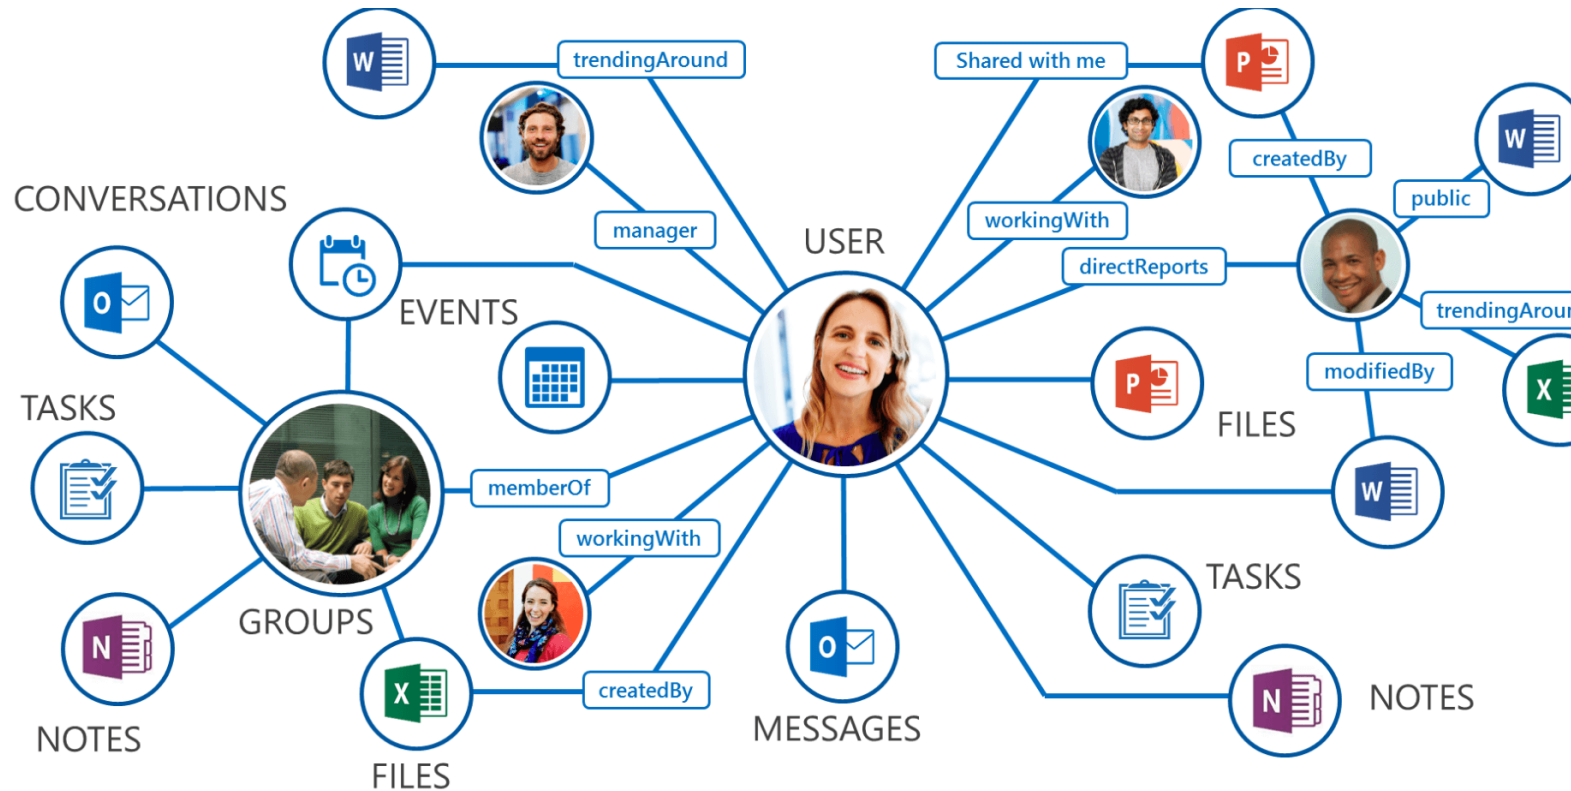 trendingAround
Shared with me
createdBy
public
CONVERSATIONS
manager
workingWith
USER
directReports
EVENTS
trendingAroun
modifiedBy
TASKS
FILES
memberOf
workingWith
TASKS
GROUPS
createdBy
NOTES
MESSAGES
NOTES
FILES
W
P
W
O
P
X
W
N
O
X
N